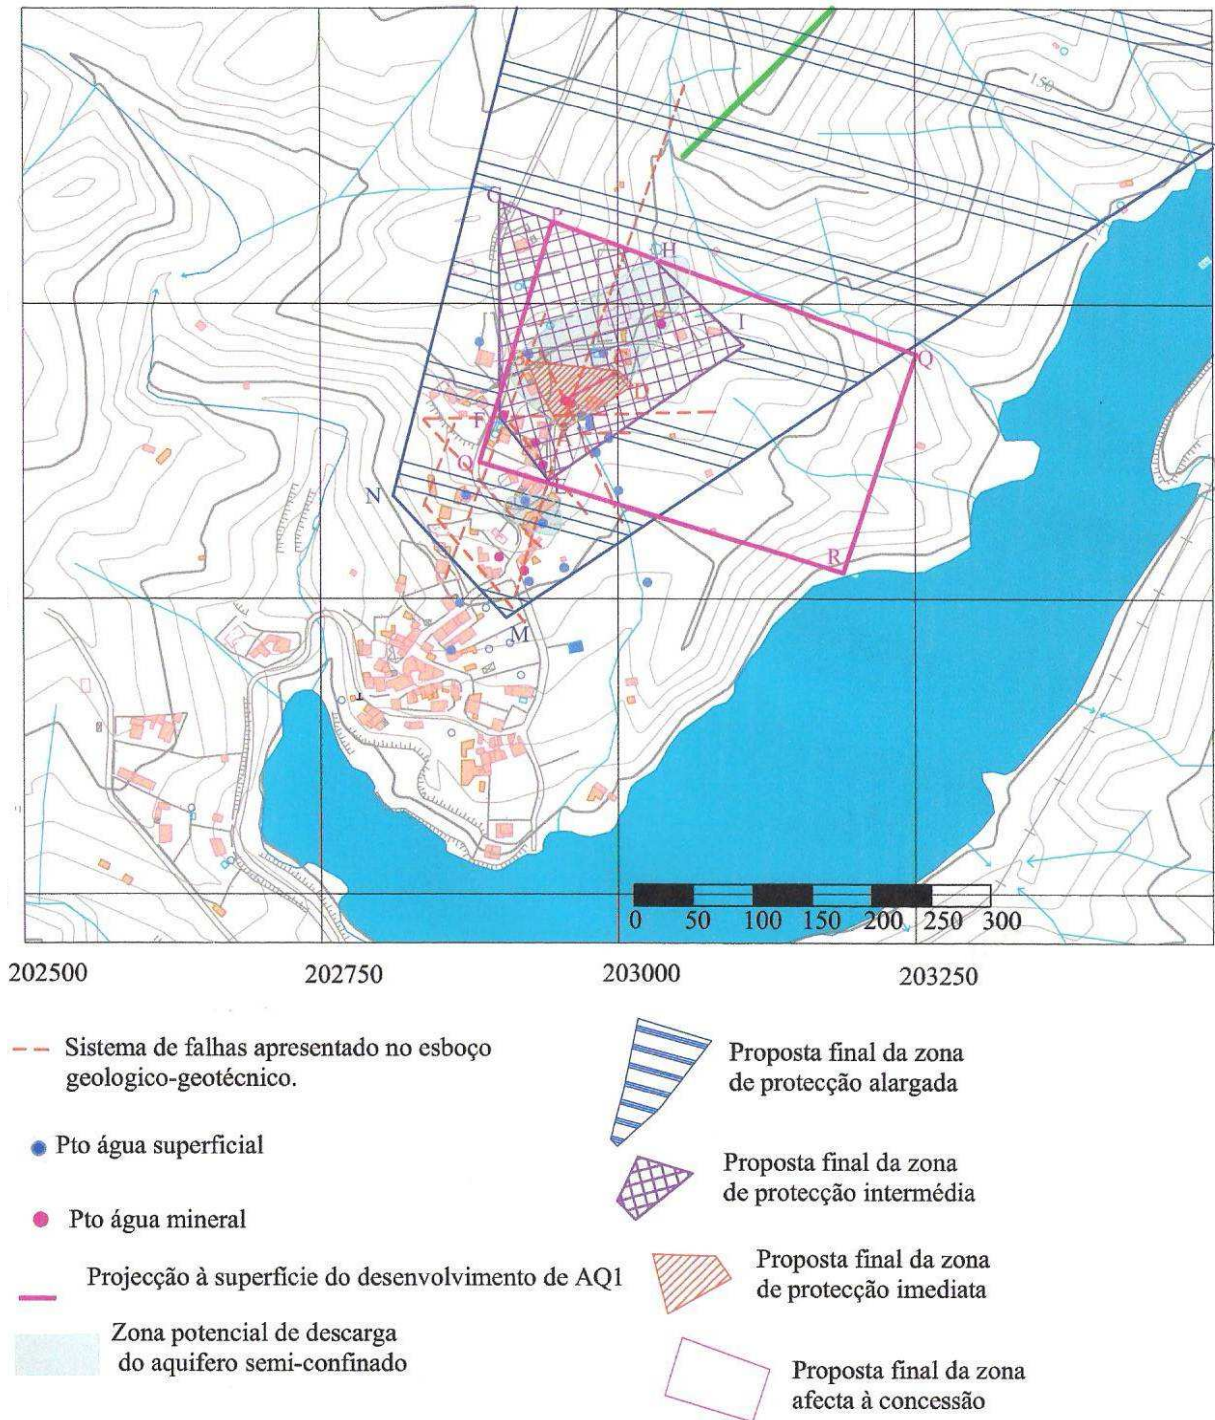 150
G
P
H
I
Q
D
F
A
Q
E
N
R
M
0 50 100 150 200 250 300
202500 202750 203000 203250
Sistema de falhas apresentado no esboço
geologico-geotécnico.
Pto água superficial
Pto água mineral
Projecção à superfície do desenvolvimento de AQ1
Zona potencial de descarga
do aquifero semi-confinado
Proposta final da zona
de protecção alargada
Proposta final da zona
de protecção intermédia
Proposta final da zona
de protecção imediata
Proposta final da zona
afecta à concessão